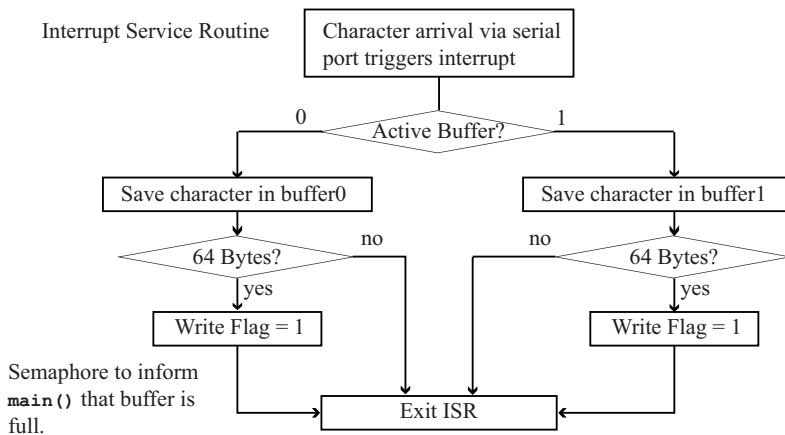 Interrupt Service Routine
Character arrival via serial
port triggers interrupt
0
Active Buffer?
1
Save character in buffer0
Save character in buffer1
64 Bytes?
no
no
64 Bytes?
yes
yes
Write Flag = 1
Write Flag = 1
Semaphore to inform
main() that buffer is
full.
Exit ISR